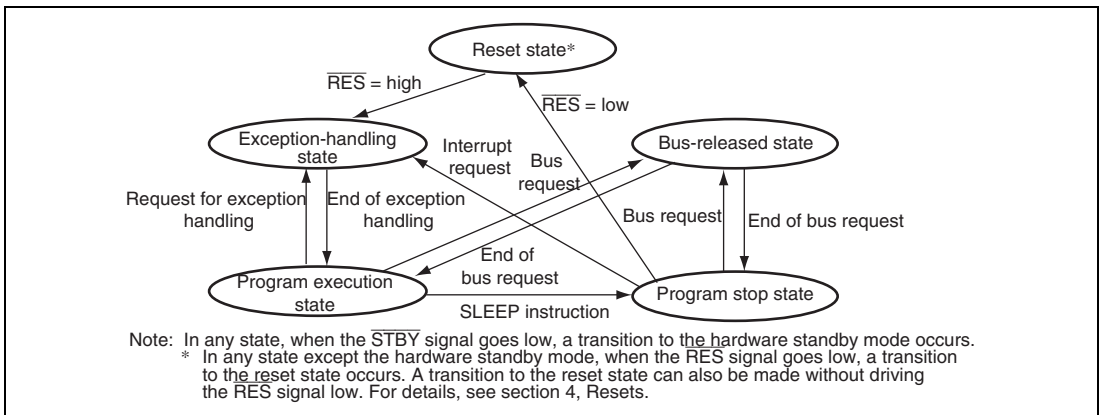 Reset state*
RES = high
RES = low
Exception-handling
state
Interrupt
request
Bus
request
Bus-released state
Request for exception
handling
End of exception
handling
Bus request
End of bus request
End of
bus request
Program execution
state
SLEEP instruction
Program stop state
Note: In any state, when the STBY signal goes low, a transition to the hardware standby mode occurs.
* In any state except the hardware standby mode, when the RES signal goes low, a transition
to the reset state occurs. A transition to the reset state can also be made without driving
the RES signal low. For details, see section 4, Resets.